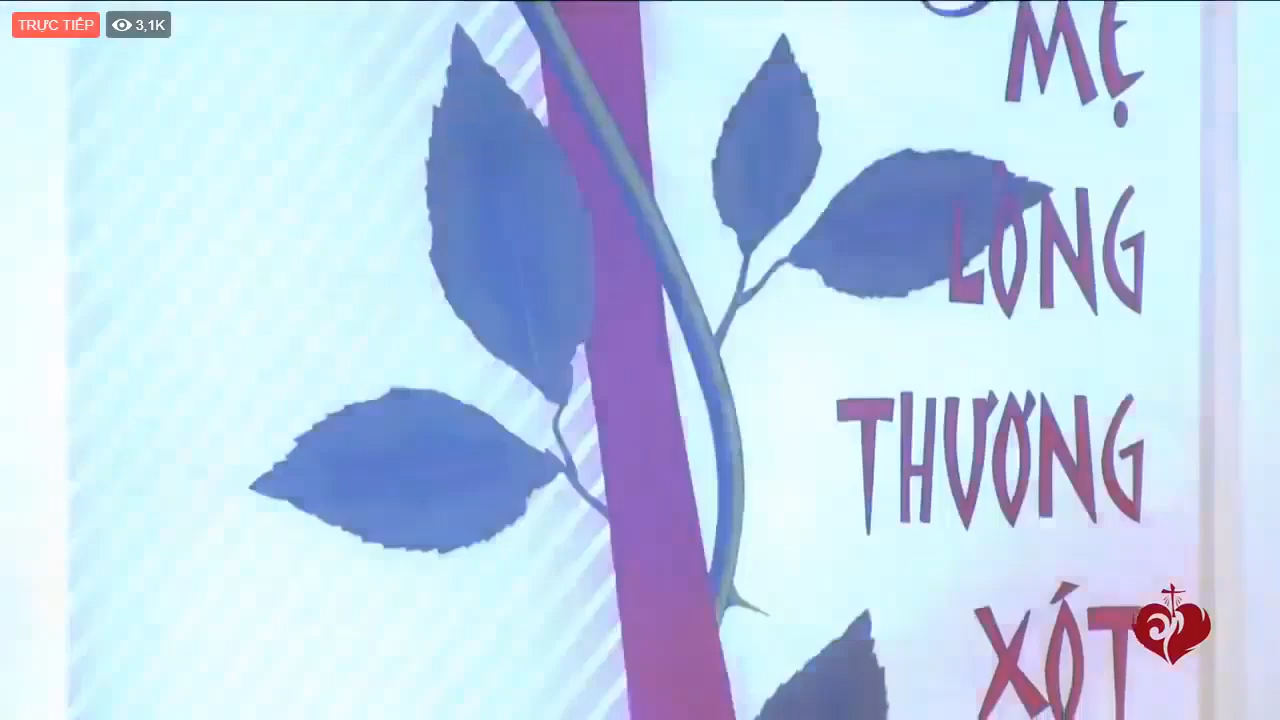 TRỰC TIẾP 3,1K
MẸ
LÒNG
THƯƠNG
XÓT